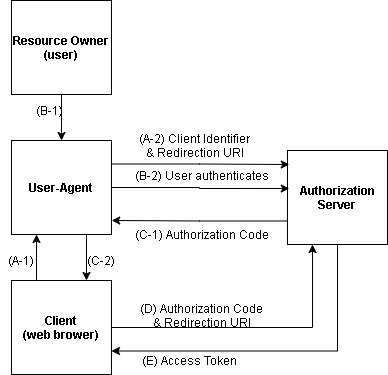 Resource Owner
(user)
(B-1)
(A-2) Client Identifier
& Redirection URI
User-Agent
(B-2) User authenticates
Authorization
Server
(C-1) Authorization Code
(A-1)
(C-2)
Client
(web brower)
(D) Authorization Code
& Redirection URI
(E) Access Token